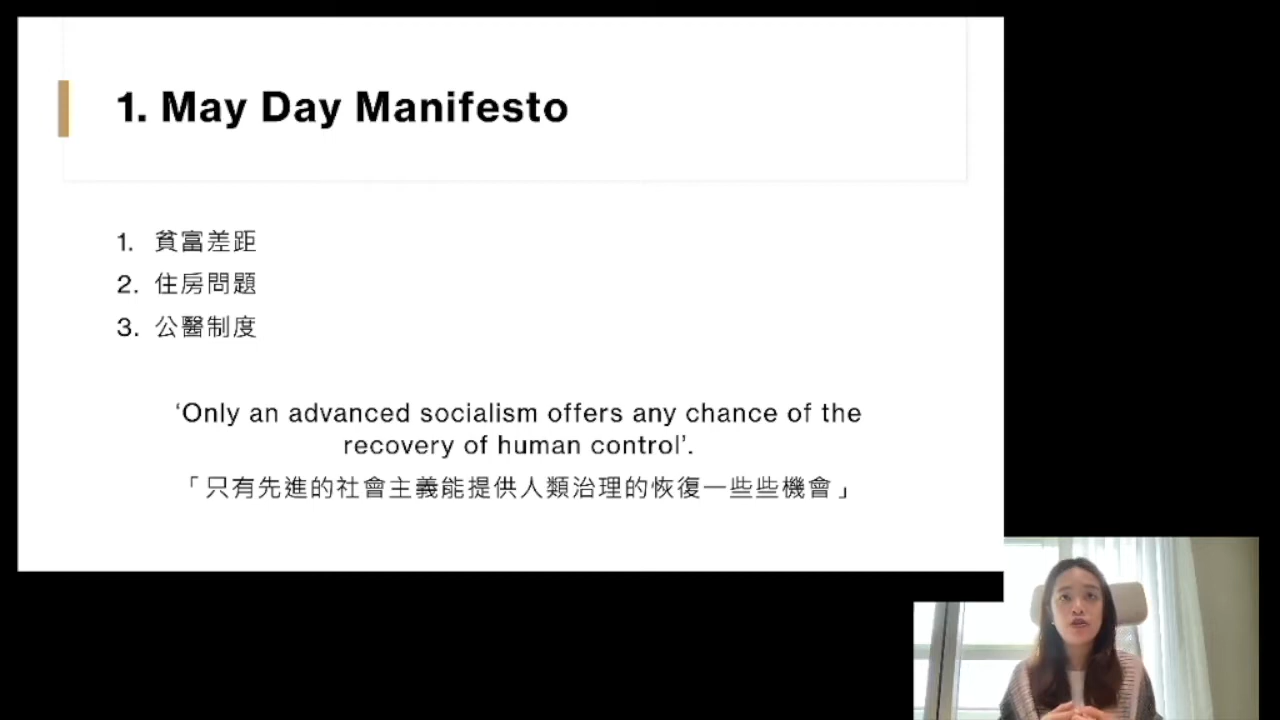 1. May Day Manifesto
1. 貧富差距
2. 住房問題
3. 公醫制度
‘Only an advanced socialism offers any chance of the
recovery of human control’.
「只有先進的社會主義能提供人類治理的恢復一些些機會」